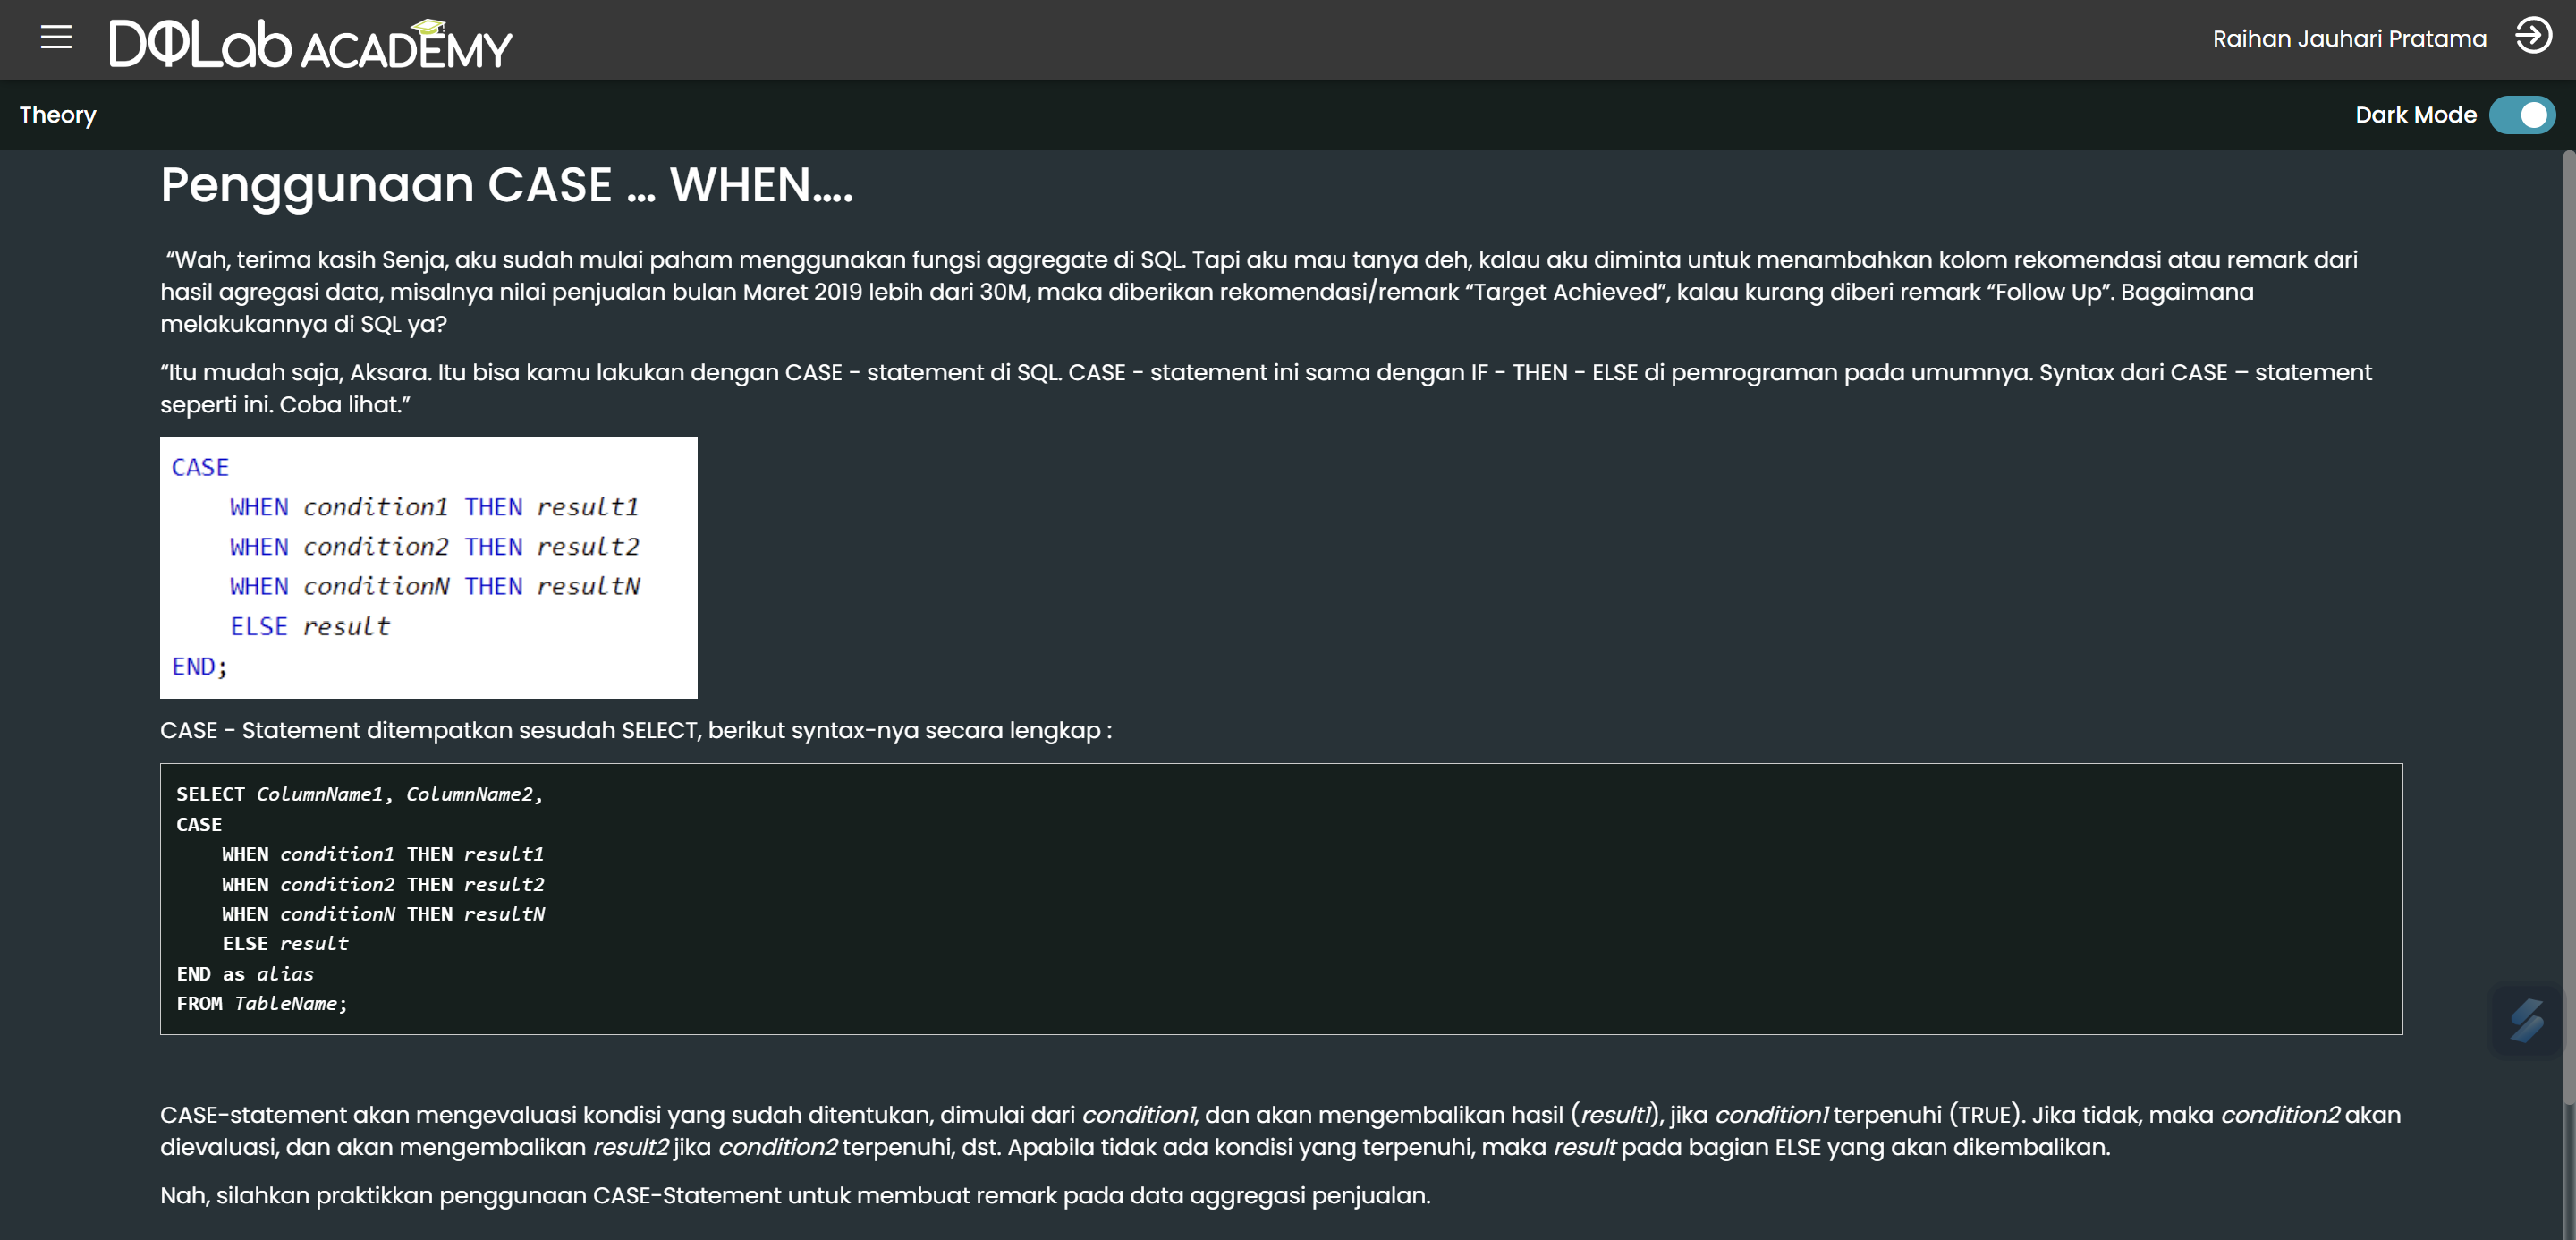 DQLab ACADEMY
Raihan Jauhari Pratama
Theory
Dark Mode
Penggunaan CASE ... WHEN....
“Wah, terima kasih Senja, aku sudah mulai paham menggunakan fungsi aggregate di SQL. Tapi aku mau tanya deh, kalau aku diminta untuk menambahkan kolom rekomendasi atau remark dari
hasil agregasi data, misalnya nilai penjualan bulan Maret 2019 lebih dari 30M, maka diberikan rekomendasi/remark “Target Achieved”, kalau kurang diberi remark “Follow Up”. Bagaimana
melakukannya di SQL ya?
“Itu mudah saja, Aksara. Itu bisa kamu lakukan dengan CASE - statement di SQL. CASE - statement ini sama dengan IF - THEN - ELSE di pemrograman pada umumnya. Syntax dari CASE – statement
seperti ini. Coba lihat.”
CASE
WHEN condition1 THEN result1
WHEN condition2 THEN result2
WHEN conditionN THEN resultN
ELSE result
END;
CASE - Statement ditempatkan sesudah SELECT, berikut syntax-nya secara lengkap :
SELECT ColumnName1, ColumnName2,
CASE
WHEN condition1 THEN result1
WHEN condition2 THEN result2
WHEN conditionN THEN resultN
ELSE result
END as alias
FROM TableName;
CASE-statement akan mengevaluasi kondisi yang sudah ditentukan, dimulai dari condition1, dan akan mengembalikan hasil (result1), jika condition1 terpenuhi (TRUE). Jika tidak, maka condition2 akan
dievaluasi, dan akan mengembalikan result2 jika condition2 terpenuhi, dst. Apabila tidak ada kondisi yang terpenuhi, maka result pada bagian ELSE yang akan dikembalikan.
Nah, silahkan praktikkan penggunaan CASE-Statement untuk membuat remark pada data aggregasi penjualan.